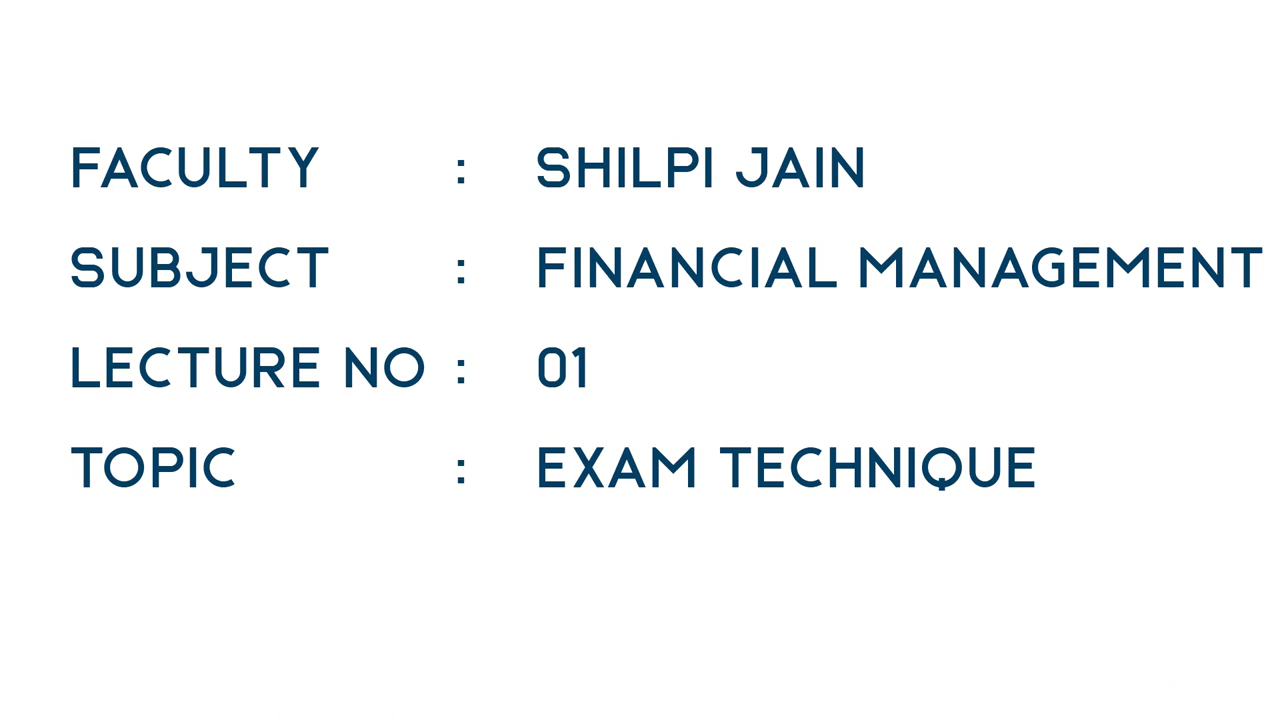 FACULTY : SHILPI JAIN
SUBJECT : FINANCIAL MANAGEMENT
LECTURE NO : 01
TOPIC : EXAM TECHNIQUE